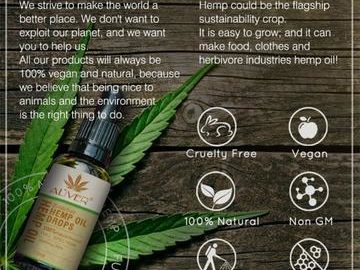 We strive to make the world a
better place. We don't want to
exploit our planet, and we want
you to help us
All our products will always be
100% vegan and natural, because
we believe that being nice to
animals and the environment
is the right thing to do.
Hemp could be the flagship
sustainability crop.
It is easy to grow; and it can
make food, clothes and
herbivore industries hemp oil!
Cruelty Free
Vegan
100% Natural
Non GM
HEMP OIL
DROPS